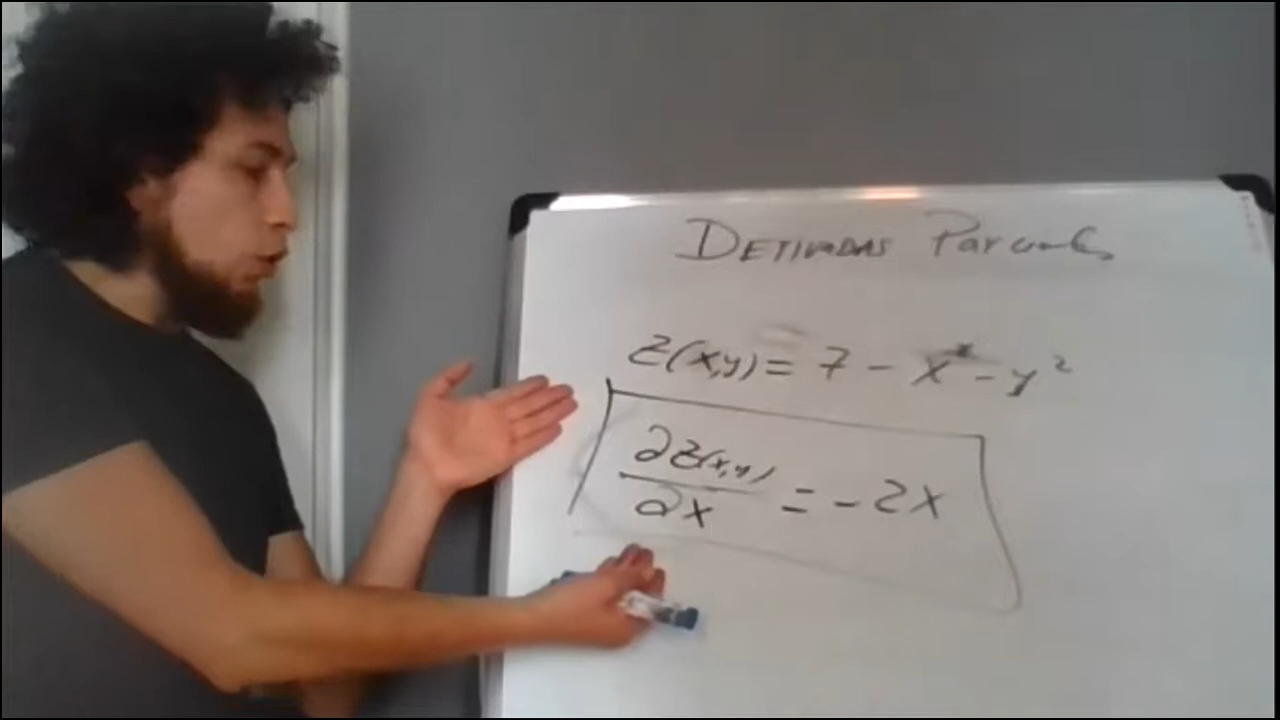 DERIVADAS Parciales
Z(x,y) = 7 - x² - y²
∂Z(x,y)/∂x = -2x